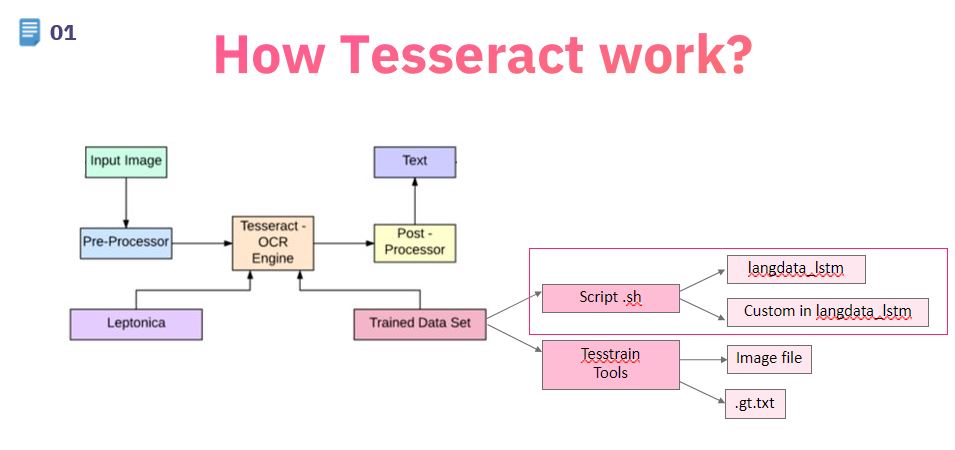 01
How Tesseract work?
Input Image
Text
Pre-Processor
Tesseract -
OCR
Engine
Post -
Processor
Leptonica
Trained Data Set
Script .sh
langdata_lstm
Custom in langdata_lstm
Tesstrain
Tools
Image file
.gt.txt